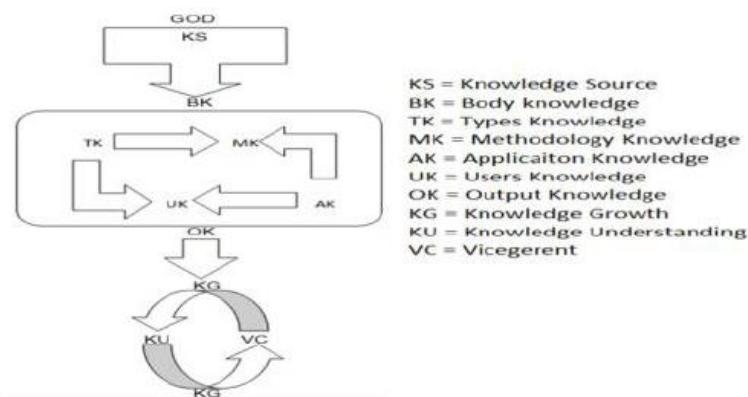 GOD
KS
BK
TK MK
UK AK
OK
KG
KU VC
KG
KS = Knowledge Source
BK = Body knowledge
TK = Types Knowledge
MK = Methodology Knowledge
AK = Applicaiton Knowledge
UK = Users Knowledge
OK = Output Knowledge
KG = Knowledge Growth
KU = Knowledge Understanding
VC = Vicegerent